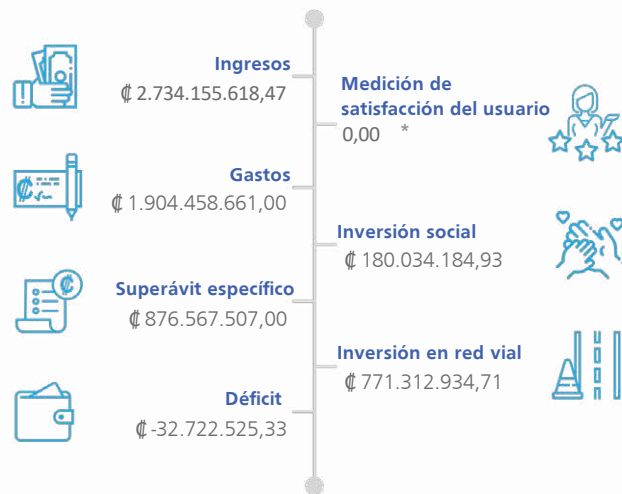 Ingresos
₡ 2.734.155.618,47
Gastos
₡ 1.904.458.661,00
Superávit específico
₡ 876.567.507,00
Déficit
₡ -32.722.525,33
Medición de
satisfacción del usuario
0,00 *
Inversión social
₡ 180.034.184,93
Inversión en red vial
₡ 771.312.934,71